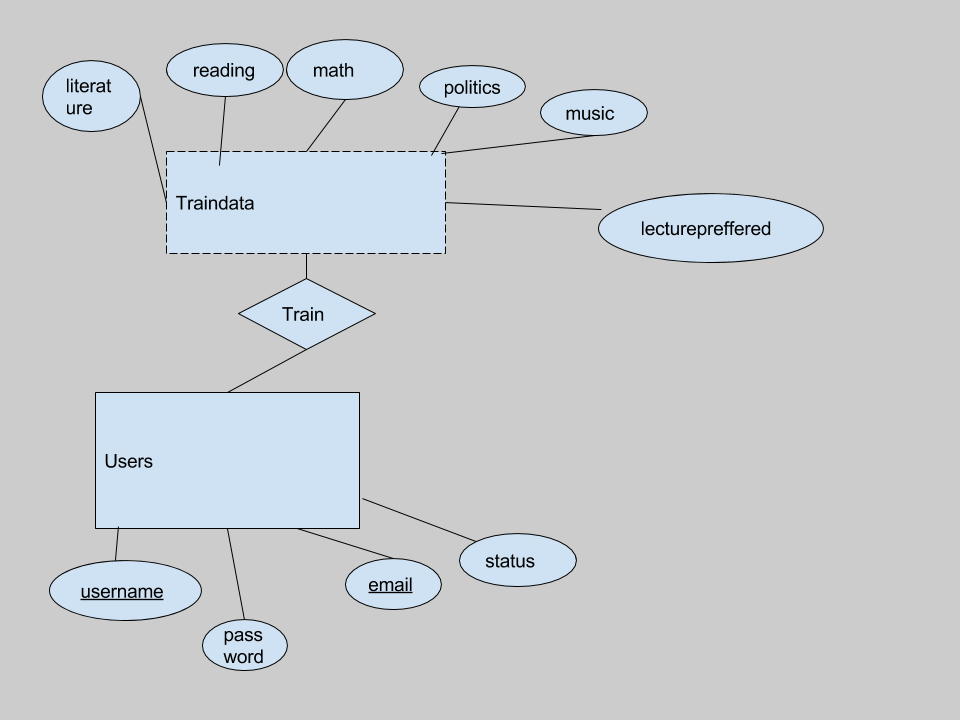 literat
ure
reading
math
politics
music
Traindata
lecturepreffered
Train
Users
username
pass
word
email
status